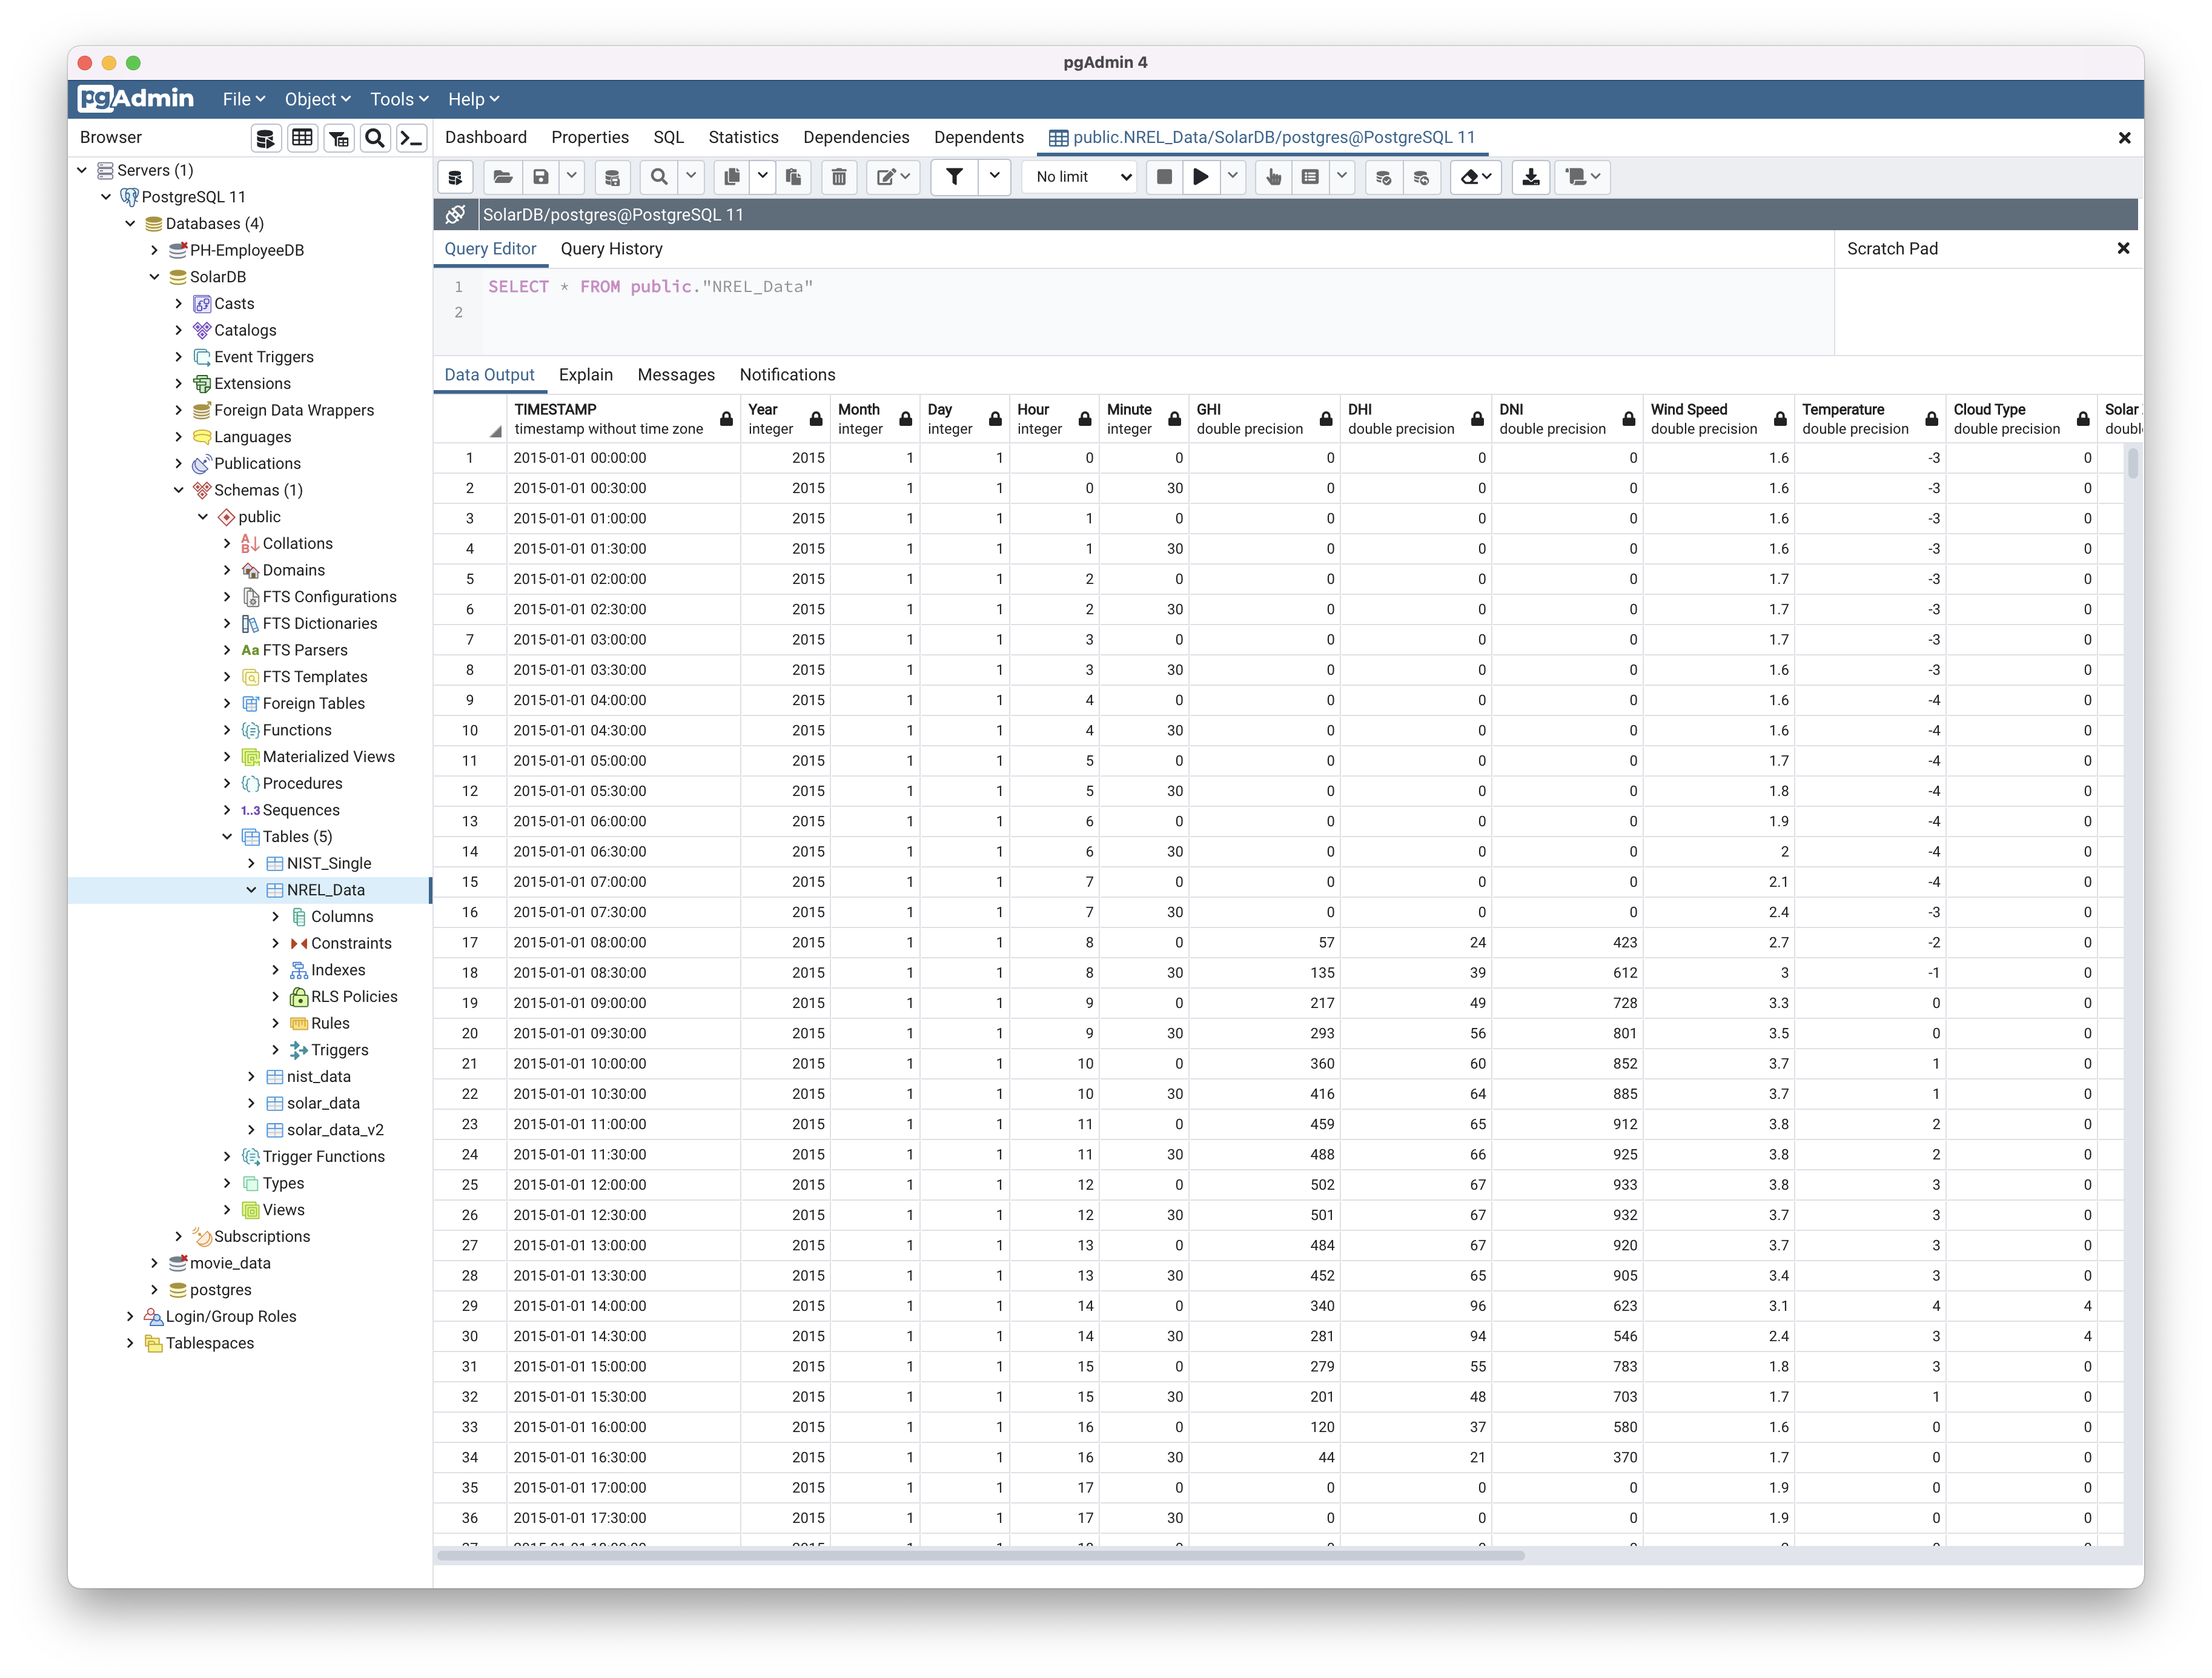 pgAdmin 4
pgAdmin File Object Tools Help
Browser
Dashboard Properties SQL Statistics Dependencies Dependents public.NREL_Data/SolarDB/postgres@PostgreSQL 11
Servers (1)
PostgreSQL 11
Databases (4)
PH-EmployeeDB
SolarDB
Casts
Catalogs
Event Triggers
Extensions
Foreign Data Wrappers
Languages
Publications
Schemas (1)
public
Collations
Domains
FTS Configurations
FTS Dictionaries
Aa FTS Parsers
FTS Templates
Foreign Tables
Functions
Materialized Views
Procedures
1..3 Sequences
Tables (5)
NIST_Single
NREL_Data
Columns
Constraints
Indexes
RLS Policies
Rules
Triggers
nist_data
solar_data
solar_data_v2
Trigger Functions
Types
Views
Subscriptions
movie_data
postgres
Login/Group Roles
Tablespaces
No limit
SolarDB/postgres@PostgreSQL 11
Query Editor Query History
Scratch Pad
1 SELECT * FROM public."NREL_Data"
2
Data Output Explain Messages Notifications
TIMESTAMP Year Month Day Hour Minute GHI DHI DNI Wind Speed Temperature Cloud Type Solar
timestamp without time zone integer integer integer integer integer double precision double precision double precision double precision double precision double precision doubl
1 2015-01-01 00:00:00 2015 1 1 0 0 0 0 0 1.6 -3 0
2 2015-01-01 00:30:00 2015 1 1 0 30 0 0 0 1.6 -3 0
3 2015-01-01 01:00:00 2015 1 1 1 0 0 0 0 1.6 -3 0
4 2015-01-01 01:30:00 2015 1 1 1 30 0 0 0 1.6 -3 0
5 2015-01-01 02:00:00 2015 1 1 2 0 0 0 0 1.7 -3 0
6 2015-01-01 02:30:00 2015 1 1 2 30 0 0 0 1.7 -3 0
7 2015-01-01 03:00:00 2015 1 1 3 0 0 0 0 1.7 -3 0
8 2015-01-01 03:30:00 2015 1 1 3 30 0 0 0 1.6 -3 0
9 2015-01-01 04:00:00 2015 1 1 4 0 0 0 0 1.6 -4 0
10 2015-01-01 04:30:00 2015 1 1 4 30 0 0 0 1.6 -4 0
11 2015-01-01 05:00:00 2015 1 1 5 0 0 0 0 1.7 -4 0
12 2015-01-01 05:30:00 2015 1 1 5 30 0 0 0 1.8 -4 0
13 2015-01-01 06:00:00 2015 1 1 6 0 0 0 0 1.9 -4 0
14 2015-01-01 06:30:00 2015 1 1 6 30 0 0 0 2 -4 0
15 2015-01-01 07:00:00 2015 1 1 7 0 0 0 0 2.1 -4 0
16 2015-01-01 07:30:00 2015 1 1 7 30 0 0 0 2.4 -3 0
17 2015-01-01 08:00:00 2015 1 1 8 0 57 24 423 2.7 -2 0
18 2015-01-01 08:30:00 2015 1 1 8 30 135 39 612 3 -1 0
19 2015-01-01 09:00:00 2015 1 1 9 0 217 49 728 3.3 0 0
20 2015-01-01 09:30:00 2015 1 1 9 30 293 56 801 3.5 0 0
21 2015-01-01 10:00:00 2015 1 1 10 0 360 60 852 3.7 1 0
22 2015-01-01 10:30:00 2015 1 1 10 30 416 64 885 3.7 1 0
23 2015-01-01 11:00:00 2015 1 1 11 0 459 65 912 3.8 2 0
24 2015-01-01 11:30:00 2015 1 1 11 30 488 66 925 3.8 2 0
25 2015-01-01 12:00:00 2015 1 1 12 0 502 67 933 3.8 3 0
26 2015-01-01 12:30:00 2015 1 1 12 30 501 67 932 3.7 3 0
27 2015-01-01 13:00:00 2015 1 1 13 0 484 67 920 3.7 3 0
28 2015-01-01 13:30:00 2015 1 1 13 30 452 65 905 3.4 3 0
29 2015-01-01 14:00:00 2015 1 1 14 0 340 96 623 3.1 4 4
30 2015-01-01 14:30:00 2015 1 1 14 30 281 94 546 2.4 3 4
31 2015-01-01 15:00:00 2015 1 1 15 0 279 55 783 1.8 3 0
32 2015-01-01 15:30:00 2015 1 1 15 30 201 48 703 1.7 1 0
33 2015-01-01 16:00:00 2015 1 1 16 0 120 37 580 1.6 0 0
34 2015-01-01 16:30:00 2015 1 1 16 30 44 21 370 1.7 0 0
35 2015-01-01 17:00:00 2015 1 1 17 0 0 0 0 1.9 0 0
36 2015-01-01 17:30:00 2015 1 1 17 30 0 0 0 1.9 0 0